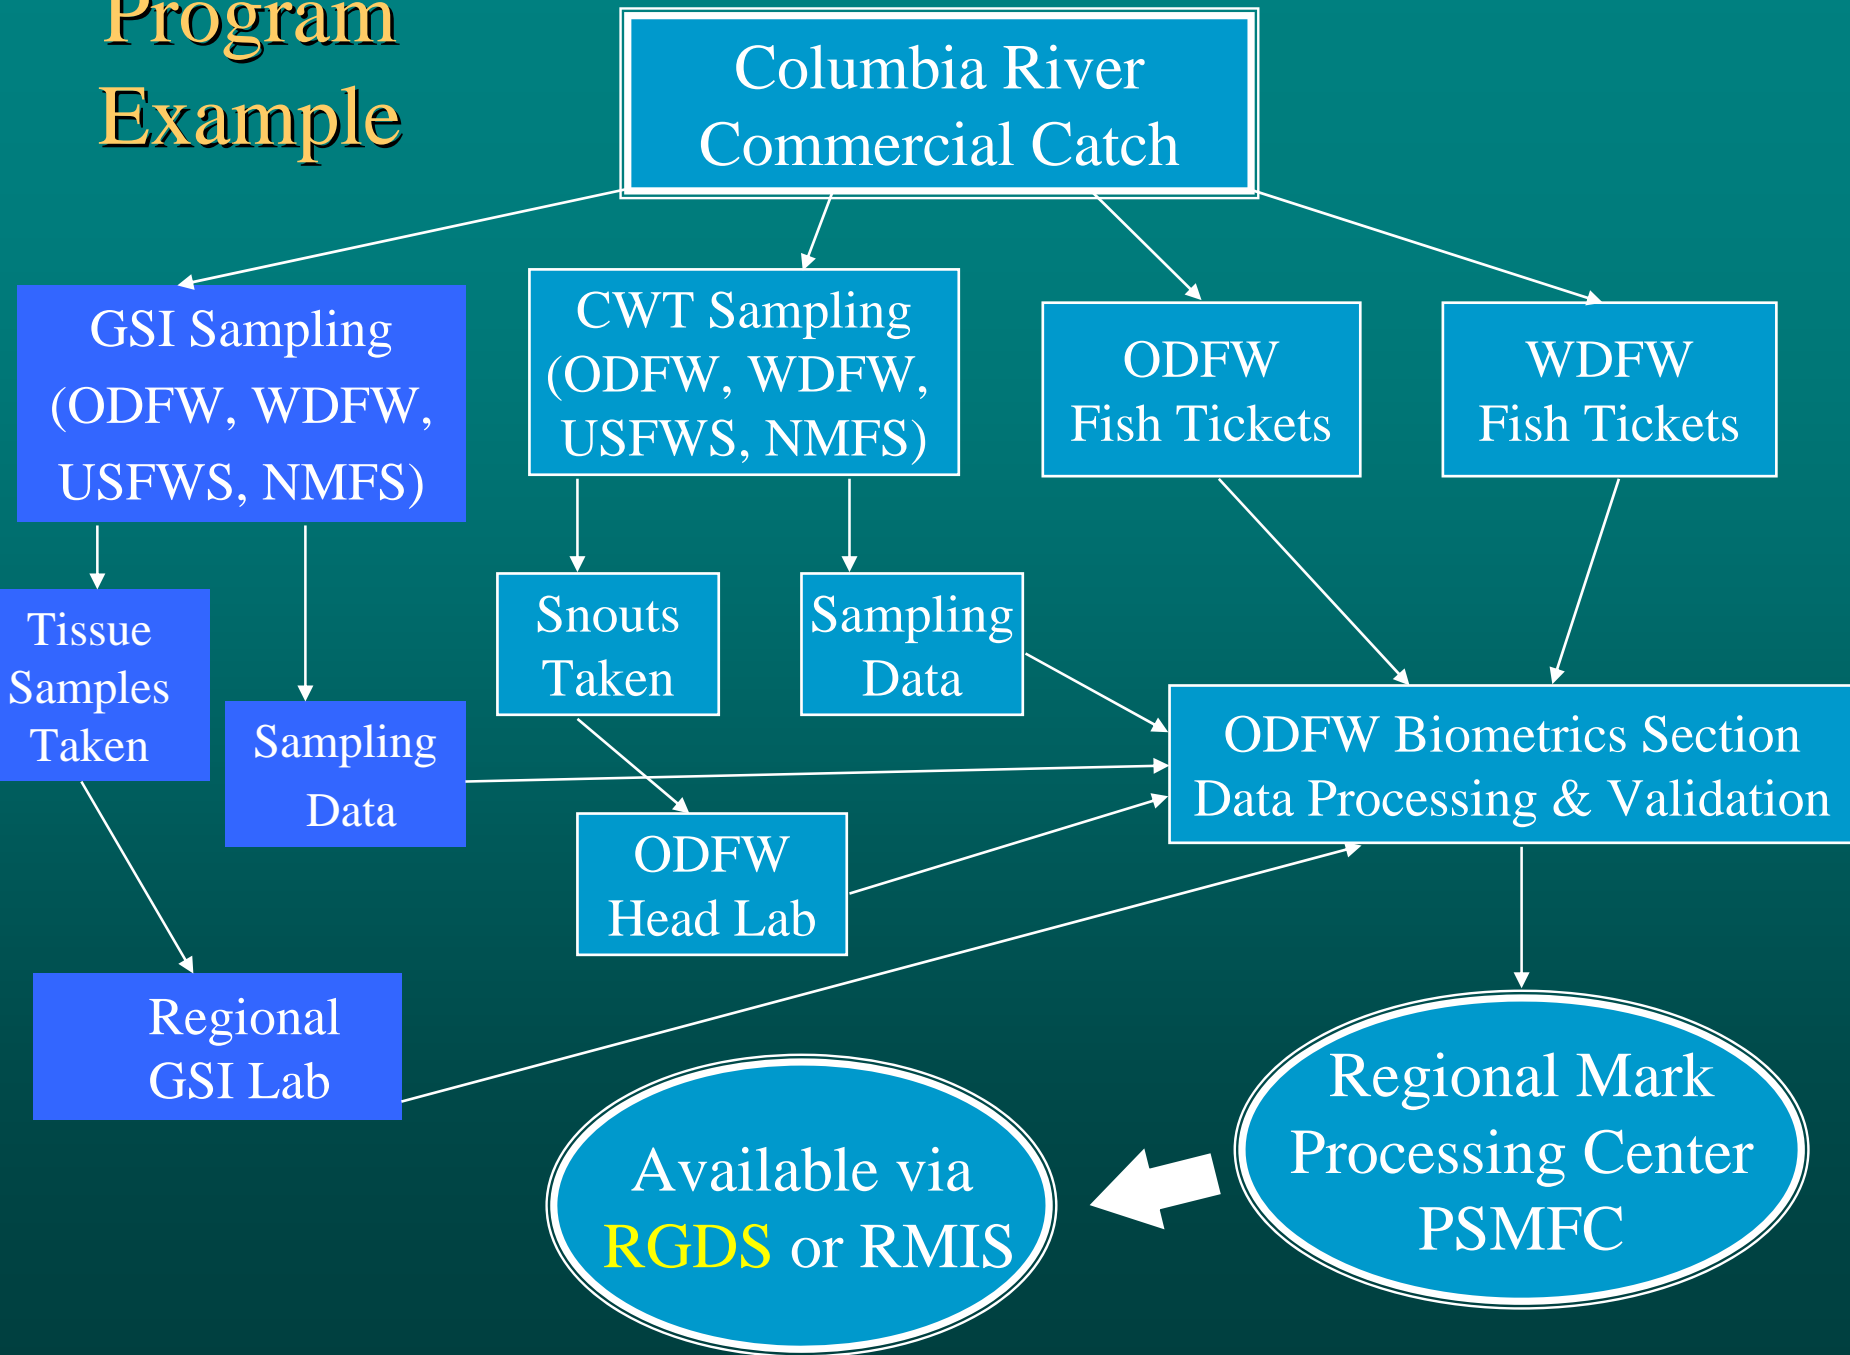 Program
Example
Columbia River
Commercial Catch
GSI Sampling
(ODFW, WDFW,
USFWS, NMFS)
CWT Sampling
(ODFW, WDFW,
USFWS, NMFS)
ODFW
Fish Tickets
WDFW
Fish Tickets
Tissue
Samples
Taken
Sampling
Data
Snouts
Taken
Sampling
Data
ODFW Biometrics Section
Data Processing & Validation
ODFW
Head Lab
Regional
GSI Lab
Available via
RGDS or RMIS
Regional Mark
Processing Center
PSMFC